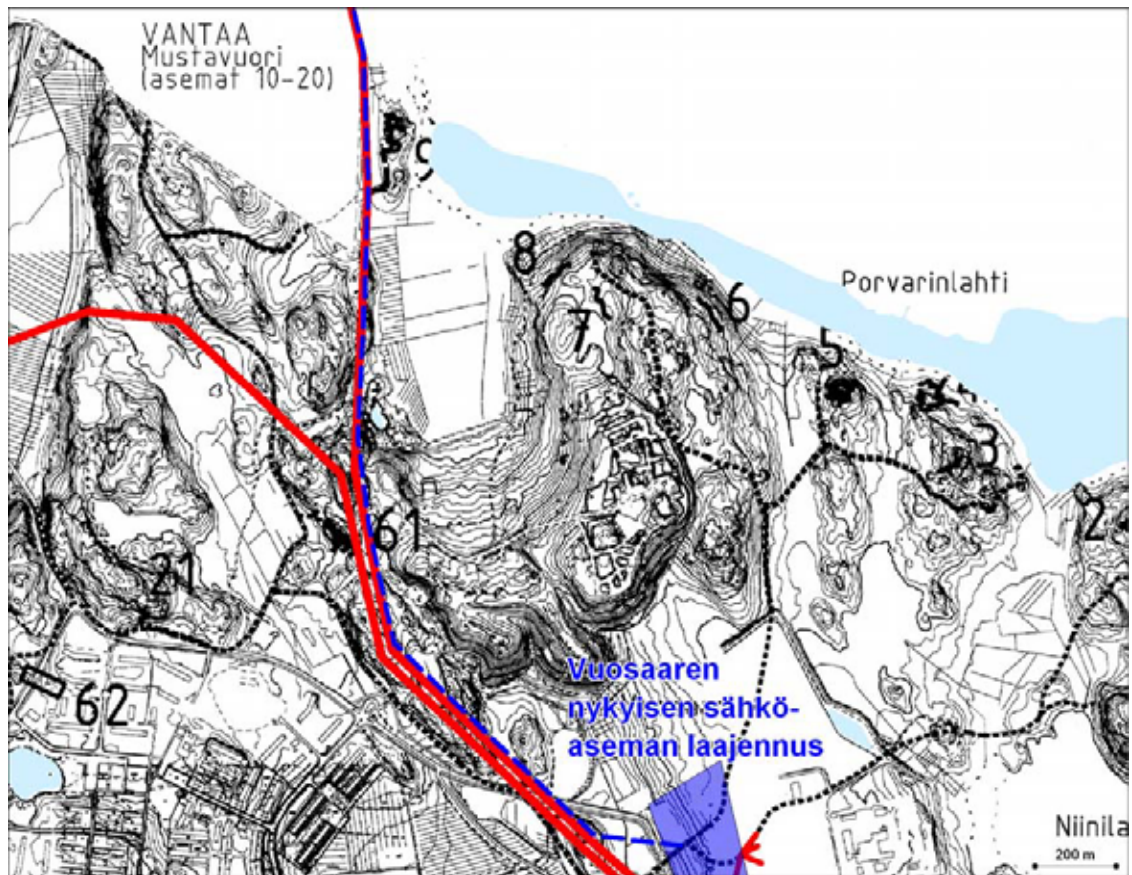 VANTAA
Mustavuori
(asemat 10-20)
9
8
6
Porvarinlahti
7
5
4
3
2
61
21
62
Vuosaaren
nykyisen sähkö-
aseman laajennus
Niinila
200 m